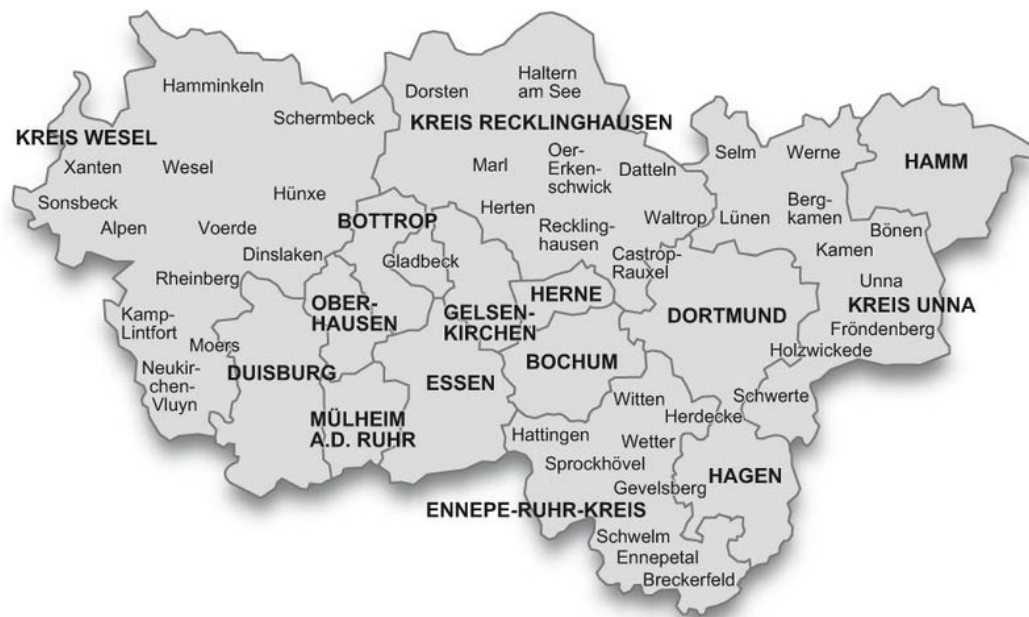 Hamminkeln
Haltern
am See
Dorsten
Schermbeck
KREIS RECKLINGHAUSEN
KREIS WESEL
Xanten
Wesel
Marl
Oer-
Erken-
schwick
Datteln
Selm
Werne
HAMM
Sonsbeck
Hünxe
Herten
Alpen
Voerde
BOTTROP
Reckling-
hausen
Waltrop
Lünen
Berg-
kamen
Bönen
Dinslaken
Gladbeck
Castrop-
Rauxel
Kamen
Rheinberg
OBER-
HAUSEN
GELSEN-
KIRCHEN
HERNE
DORTMUND
Unna
KREIS UNNA
Kamp-
Lintfort
Fröndenberg
Moers
Holzwickede
Neukir-
chen-
Vluyn
DUISBURG
ESSEN
BOCHUM
Schwerte
MÜLHEIM
A.D. RUHR
Witten
Herdecke
Hattingen
Wetter
Sprockhövel
HAGEN
Gevelsberg
ENNEPE-RUHR-KREIS
Schwelm
Ennepetal
Breckerfeld